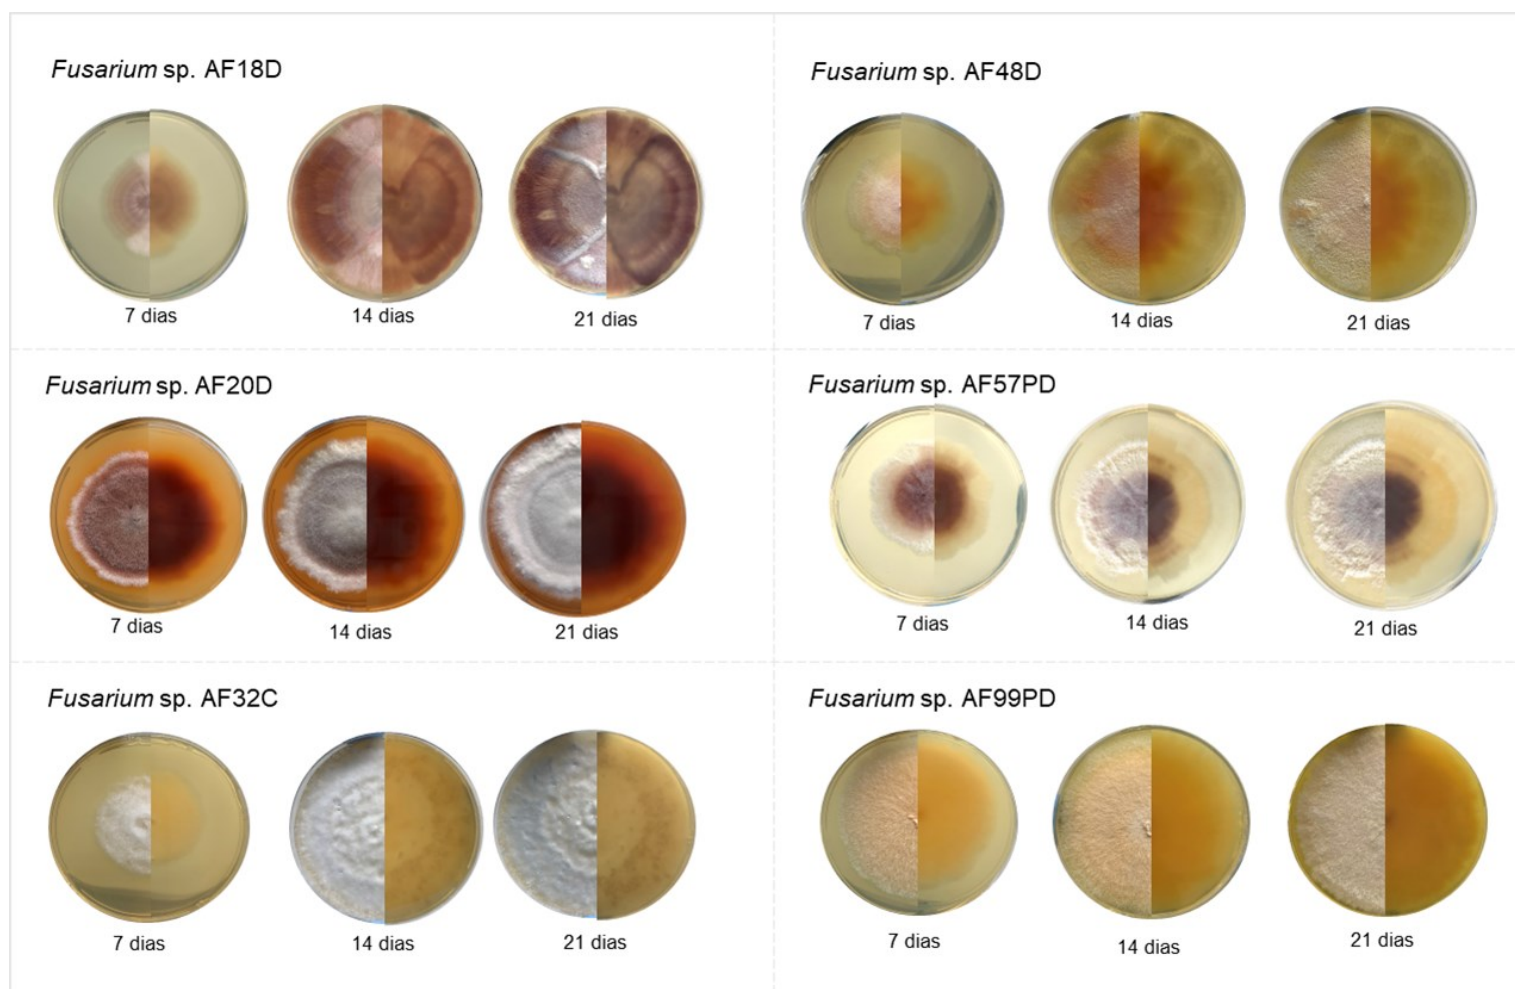 Fusarium sp. AF18D
7 dias
14 dias
21 dias
Fusarium sp. AF48D
7 dias
14 dias
21 dias
Fusarium sp. AF20D
7 dias
14 dias
21 dias
Fusarium sp. AF57PD
7 dias
14 dias
21 dias
Fusarium sp. AF32C
7 dias
14 dias
21 dias
Fusarium sp. AF99PD
7 dias
14 dias
21 dias